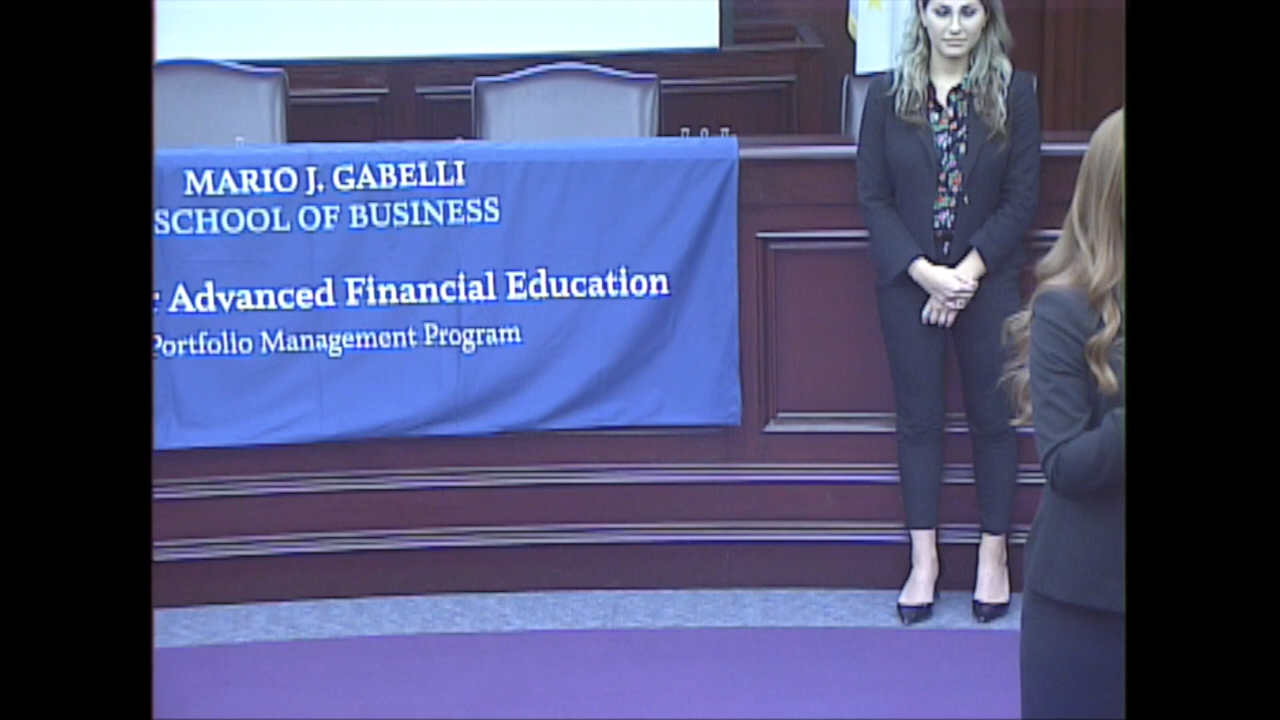 MARIO J. GABELLI
SCHOOL OF BUSINESS
Advanced Financial Education
Portfolio Management Program